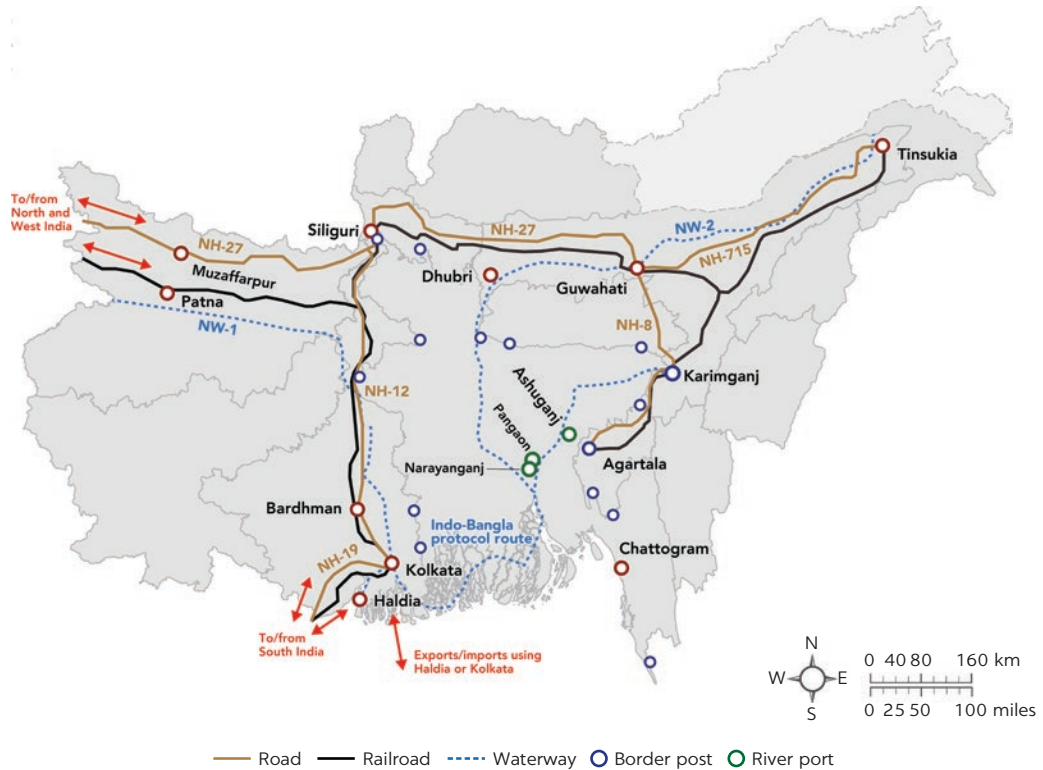 Tinsukia
To/from
North and
West India
NH-27
Muzaffarpur
Patna
NW-1
Siliguri
NH-27
NW-2
NH-715
Dhubri
Guwahati
NH-8
NH-12
Karimganj
Ashuganj
Pangaon
Narayanganj
Agartala
Bardhman
Indo-Bangla
protocol route
NH-19
Kolkata
Chattogram
Haldia
To/from
South India
Exports/imports using
Haldia or Kolkata
N
W E
S
0 40 80 160 km
0 25 50 100 miles
Road Railroad Waterway Border post River port